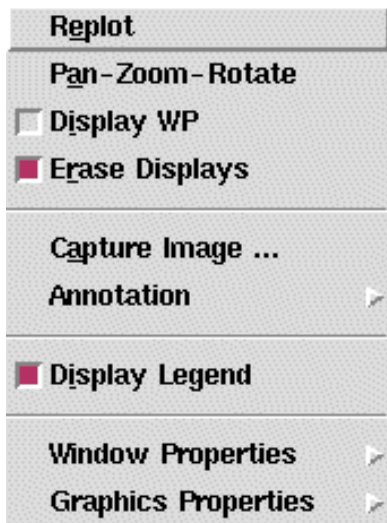 Replot
Pan-Zoom-Rotate
Display WP
Erase Displays
Capture Image ...
Annotation
Display Legend
Window Properties
Graphics Properties